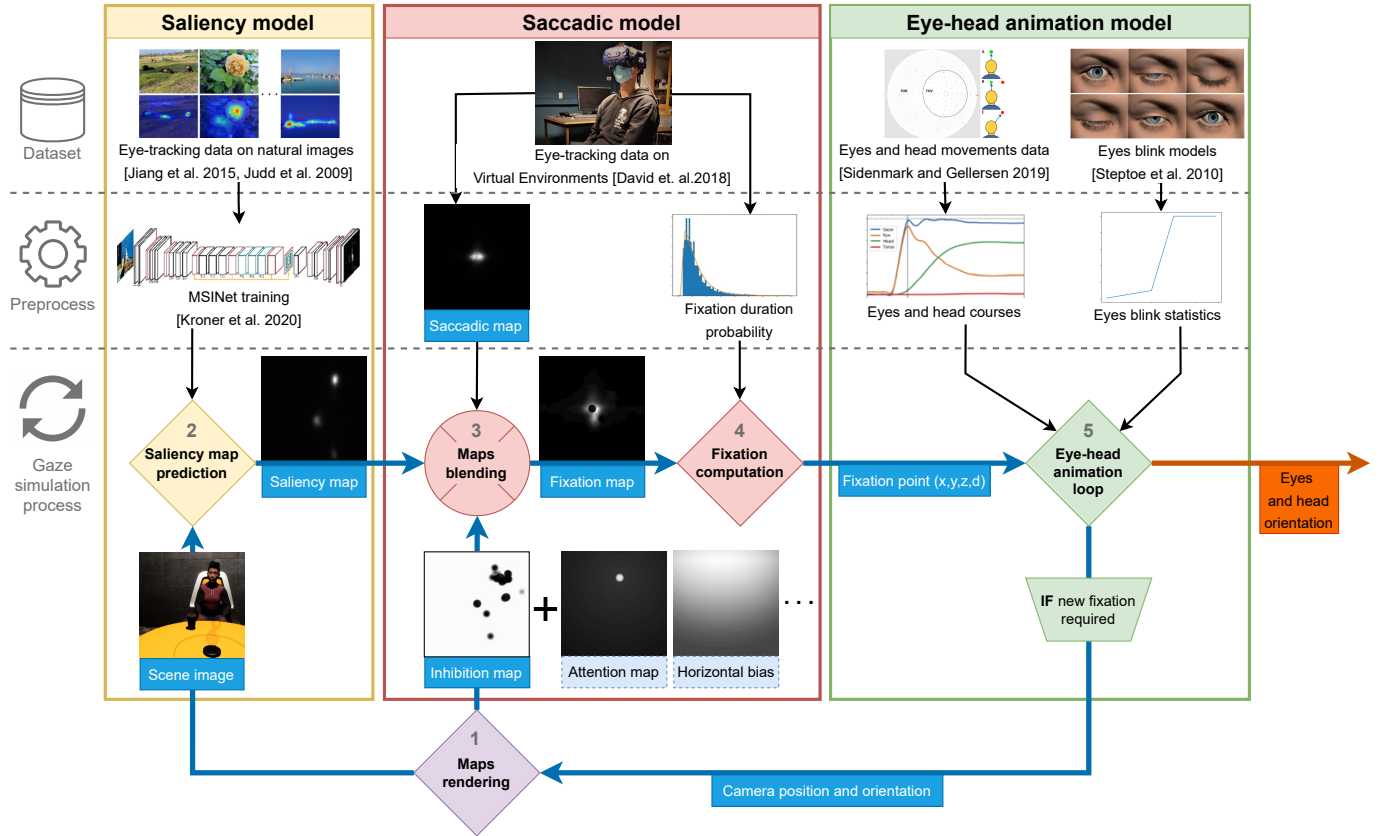 Saliency model
Saccadic model
Eye-head animation model
Dataset
Eye-tracking data on natural images
[Jiang et al. 2015, Judd et al. 2009]
Eye-tracking data on
Virtual Environments [David et. al.2018]
FOV
Eyes and head movements data
[Sidenmark and Gellersen 2019]
Eyes blink models
[Steptoe et al. 2010]
Preprocess
MSINet training
[Kroner et al. 2020]
Saccadic map
Fixation duration
probability
Gaze
Eye
Head
Torso
Eyes and head courses
Eyes blink statistics
Gaze
simulation
process
2
Saliency map
prediction
Saliency map
3
Maps
blending
Fixation map
4
Fixation
computation
Fixation point (x,y,z,d)
5
Eye-head
animation
loop
Eyes
and head
orientation
Scene image
Inhibition map
+
Attention map
Horizontal bias
...
IF new fixation
required
1
Maps
rendering
Camera position and orientation